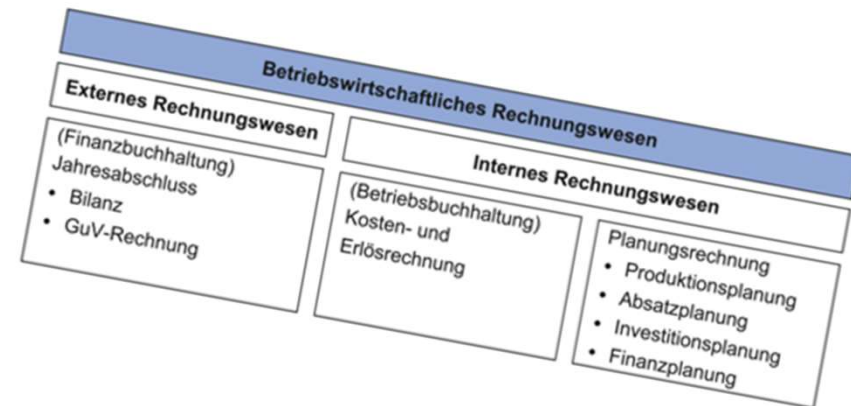 Betriebswirtschaftliches Rechnungswesen
Externes Rechnungswesen
(Finanzbuchhaltung)
Jahresabschluss
• Bilanz
• GuV-Rechnung
Internes Rechnungswesen
(Betriebsbuchhaltung)
Kosten- und
Erlösrechnung
Planungsrechnung
• Produktionsplanung
• Absatzplanung
• Investitionsplanung
• Finanzplanung